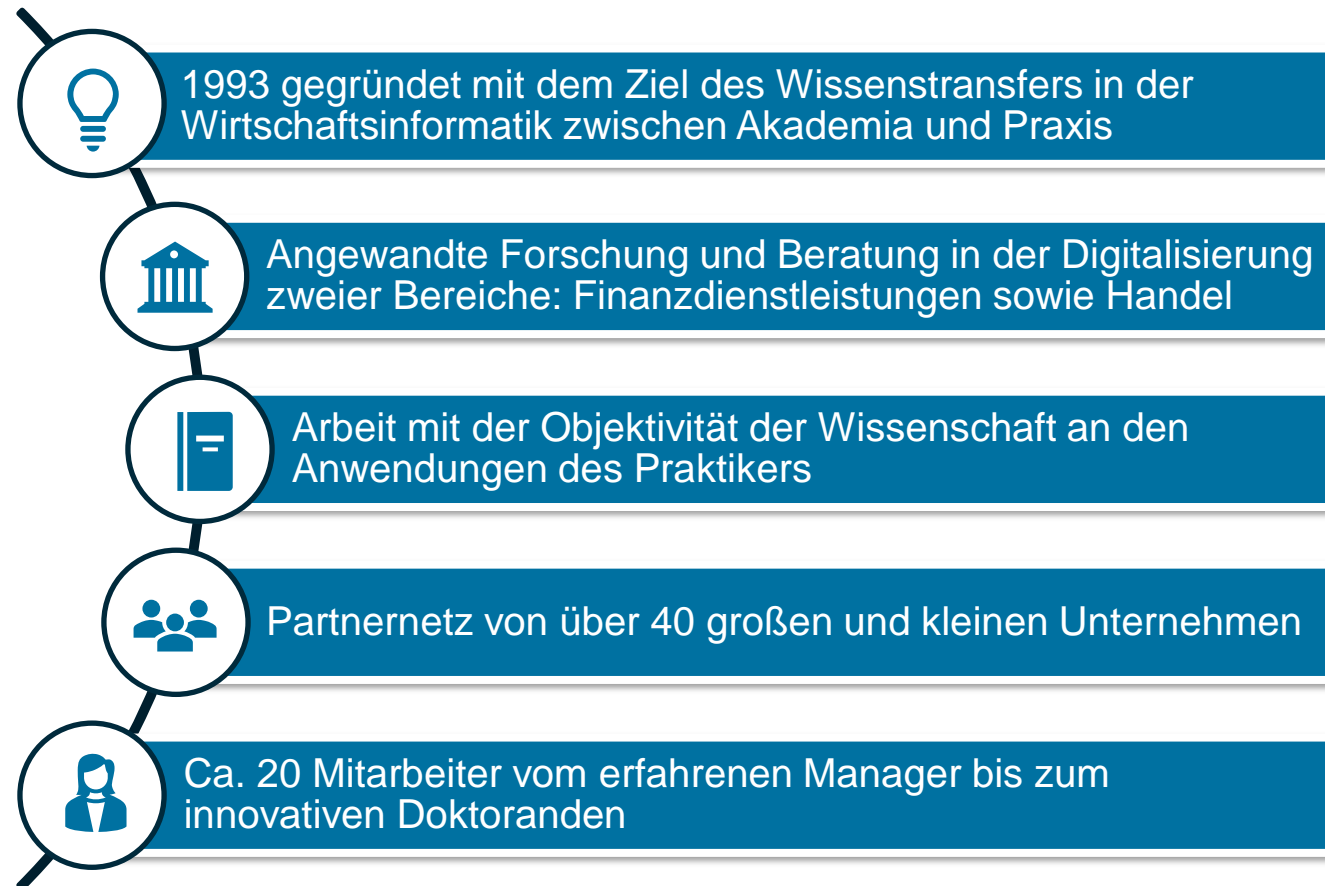 1993 gegründet mit dem Ziel des Wissenstransfers in der
Wirtschaftsinformatik zwischen Akademia und Praxis
Angewandte Forschung und Beratung in der Digitalisierung
zweier Bereiche: Finanzdienstleistungen sowie Handel
Arbeit mit der Objektivität der Wissenschaft an den
Anwendungen des Praktikers
Partnernetz von über 40 großen und kleinen Unternehmen
Ca. 20 Mitarbeiter vom erfahrenen Manager bis zum
innovativen Doktoranden